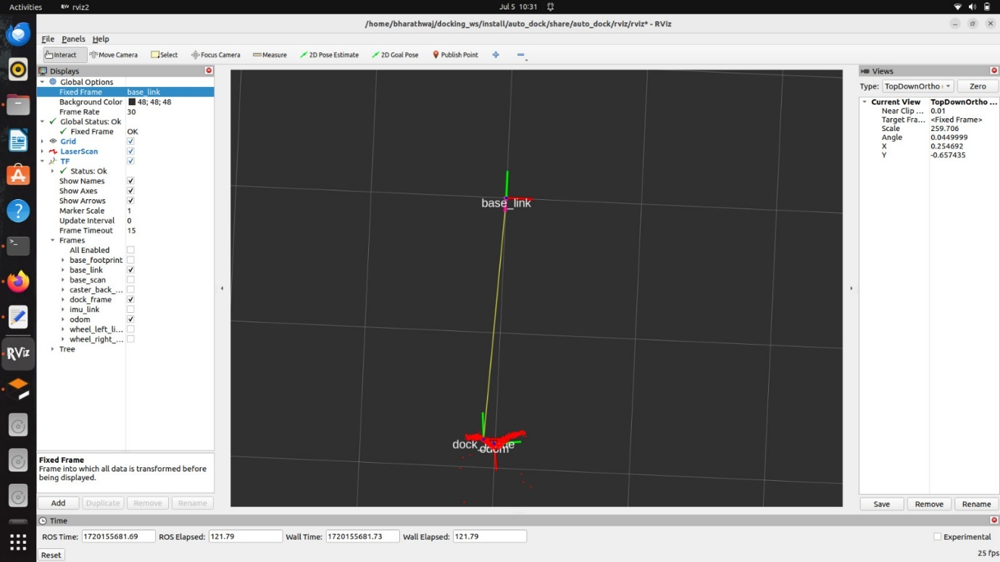 Activities rviz2 Jul 5 10:31
/home/bharathwaj/docking_ws/install/auto_dock/share/auto_dock/rviz/rviz* - RViz
File Panels Help
Interact Move Camera Select Focus Camera Measure 2D Pose Estimate 2D Goal Pose Publish Point
Displays
Global Options
Fixed Frame base_link
Background Color 48; 48; 48
Frame Rate 30
Global Status: Ok
Fixed Frame OK
Grid
LaserScan
TF
Status: Ok
Show Names
Show Axes
Show Arrows
Marker Scale 1
Update Interval 0
Frame Timeout 15
Frames
All Enabled
base_footprint
base_link
base_scan
caster_back_...
dock_frame
imu_link
odom
wheel_left_li...
wheel_right_...
Tree
Fixed Frame
Frame into which all data is transformed before
being displayed.
Add Duplicate Remove Rename
base_link
odom
Views
Type: TopDownOrtho Zero
Current View TopDownOrtho ...
Near Clip ... 0.01
Target Fra... <Fixed Frame>
Scale 259.706
Angle 0.0449999
X 0.254692
Y -0.657435
Save Remove Rename
RViz
Time
ROS Time: 1720155681.69 ROS Elapsed: 121.79 Wall Time: 1720155681.73 Wall Elapsed: 121.79 Experimental
Reset 25 fps